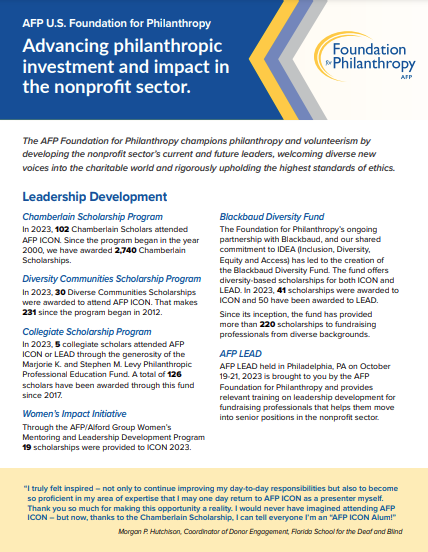 AFP U.S. Foundation for Philanthropy
Advancing philanthropic
investment and impact in
the nonprofit sector.
Foundation
for Philanthropy
AFP
The AFP Foundation for Philanthropy champions philanthropy and volunteerism by
developing the nonprofit sector's current and future leaders, welcoming diverse new
voices into the charitable world and rigorously upholding the highest standards of ethics.
Leadership Development
Chamberlain Scholarship Program
In 2023, 102 Chamberlain Scholars attended
AFP ICON. Since the program began in the year
2000, we have awarded 2,740 Chamberlain
Scholarships.
Diversity Communities Scholarship Program
In 2023, 30 Diverse Communities Scholarships
were awarded to attend AFP ICON. That makes
231 since the program began in 2012.
Collegiate Scholarship Program
In 2023, 5 collegiate scholars attended AFP
ICON or LEAD through the generosity of the
Marjorie K. and Stephen M. Levy Philanthropic
Professional Education Fund. A total of 126
scholars have been awarded through this fund
since 2017.
Women's Impact Initiative
Through the AFP/Alford Group Women's
Mentoring and Leadership Development Program
19 scholarships were provided to ICON 2023.
Blackbaud Diversity Fund
The Foundation for Philanthropy's ongoing
partnership with Blackbaud, and our shared
commitment to IDEA (Inclusion, Diversity,
Equity and Access) has led to the creation of
the Blackbaud Diversity Fund. The fund offers
diversity-based scholarships for both ICON and
LEAD. In 2023, 41 scholarships were awarded to
ICON and 50 have been awarded to LEAD.
Since its inception, the fund has provided
more than 220 scholarships to fundraising
professionals from diverse backgrounds.
AFP LEAD
AFP LEAD held in Philadelphia, PA on October
19-21, 2023 is brought to you by the AFP
Foundation for Philanthropy and provides
relevant training on leadership development for
fundraising professionals that helps them move
into senior positions in the nonprofit sector.
"I truly felt inspired – not only to continue improving my day-to-day responsibilities but also to become
so proficient in my area of expertise that I may one day return to AFP ICON as a presenter myself.
Thank you so much for making this opportunity a reality. I would never have imagined attending AFP
ICON – but now, thanks to the Chamberlain Scholarship, I can tell everyone I'm an "AFP ICON Alum!"
Morgan P. Hutchison, Coordinator of Donor Engagement, Florida School for the Deaf and Blind